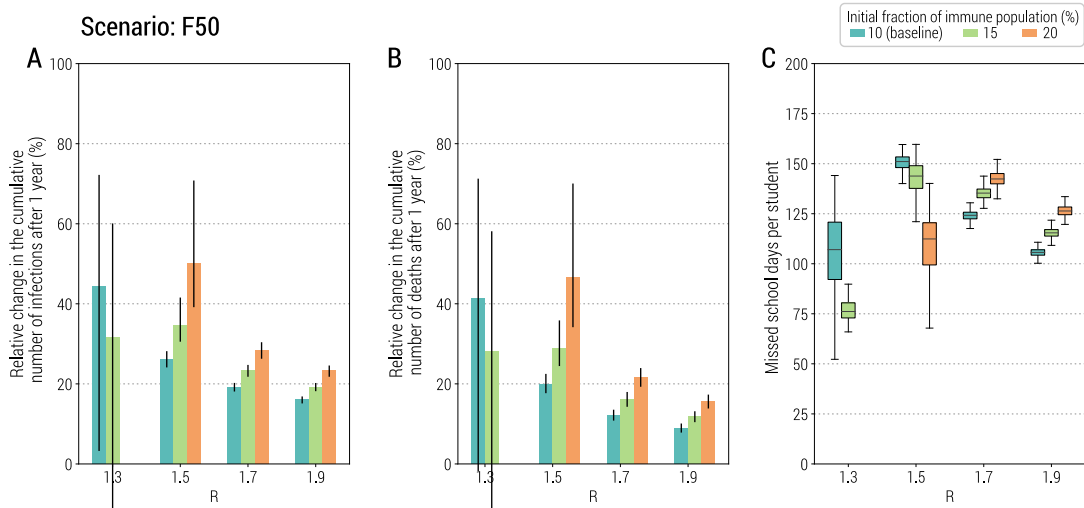 Scenario: F50
Initial fraction of immune population (%)
10 (baseline) 15 20
A
Relative change in the cumulative
number of infections after 1 year (%)
100
80
60
40
20
0
1.3 1.5 1.7 1.9
R
B
Relative change in the cumulative
number of deaths after 1 year (%)
100
80
60
40
20
0
1.3 1.5 1.7 1.9
R
C
Missed school days per student
200
175
150
125
100
75
50
25
0
1.3 1.5 1.7 1.9
R